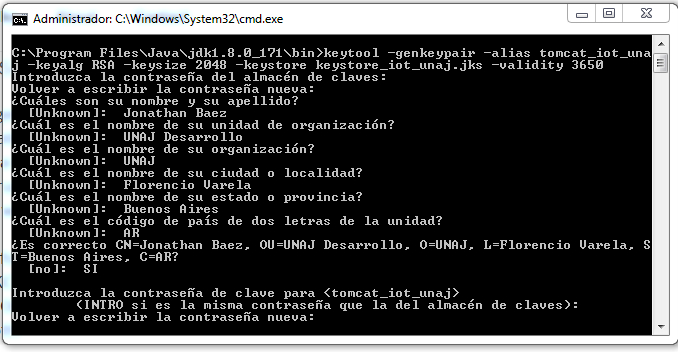 Administrador: C:\Windows\System32\cmd.exe
C:\Program Files\Java\jdk1.8.0_171\bin>keytool -genkeypair -alias tomcat_iot_una
j -keyalg RSA -keysize 2048 -keystore keystore_iot_unaj.jks -validity 3650
Introduzca la contraseña del almacén de claves:
Volver a escribir la contraseña nueva:
¿Cuáles son su nombre y su apellido?
[Unknown]:  Jonathan Baez
¿Cuál es el nombre de su unidad de organización?
[Unknown]:  UNAJ Desarrollo
¿Cuál es el nombre de su organización?
[Unknown]:  UNAJ
¿Cuál es el nombre de su ciudad o localidad?
[Unknown]:  Florencio Varela
¿Cuál es el nombre de su estado o provincia?
[Unknown]:  Buenos Aires
¿Cuál es el código de país de dos letras de la unidad?
[Unknown]:  AR
¿Es correcto CN=Jonathan Baez, OU=UNAJ Desarrollo, O=UNAJ, L=Florencio Varela, S
T=Buenos Aires, C=AR?
[no]:  SI
Introduzca la contraseña de clave para <tomcat_iot_unaj>
(INTRO si es la misma contraseña que la del almacén de claves):
Volver a escribir la contraseña nueva: